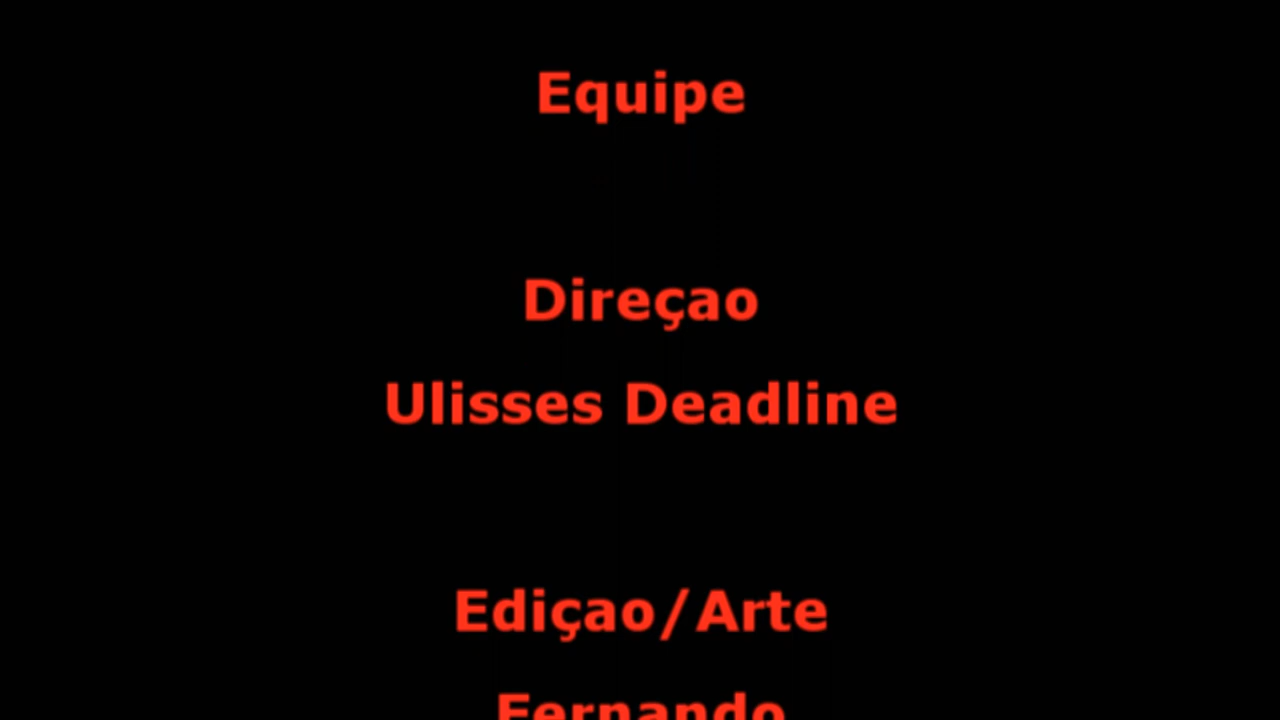 Equipe
Direçao
Ulisses Deadline
Ediçao/Arte
Fernando